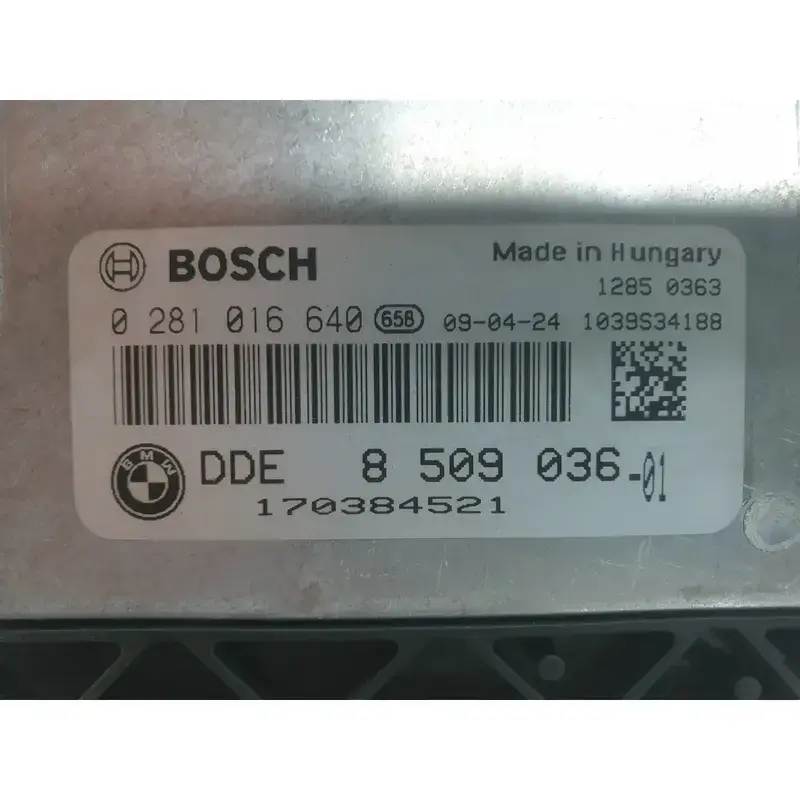 BOSCH
Made in Hungary
1285 0363
0 281 016 640 658 09-04-24 1039S34188
BMW DDE 8 509 036-01
170384521